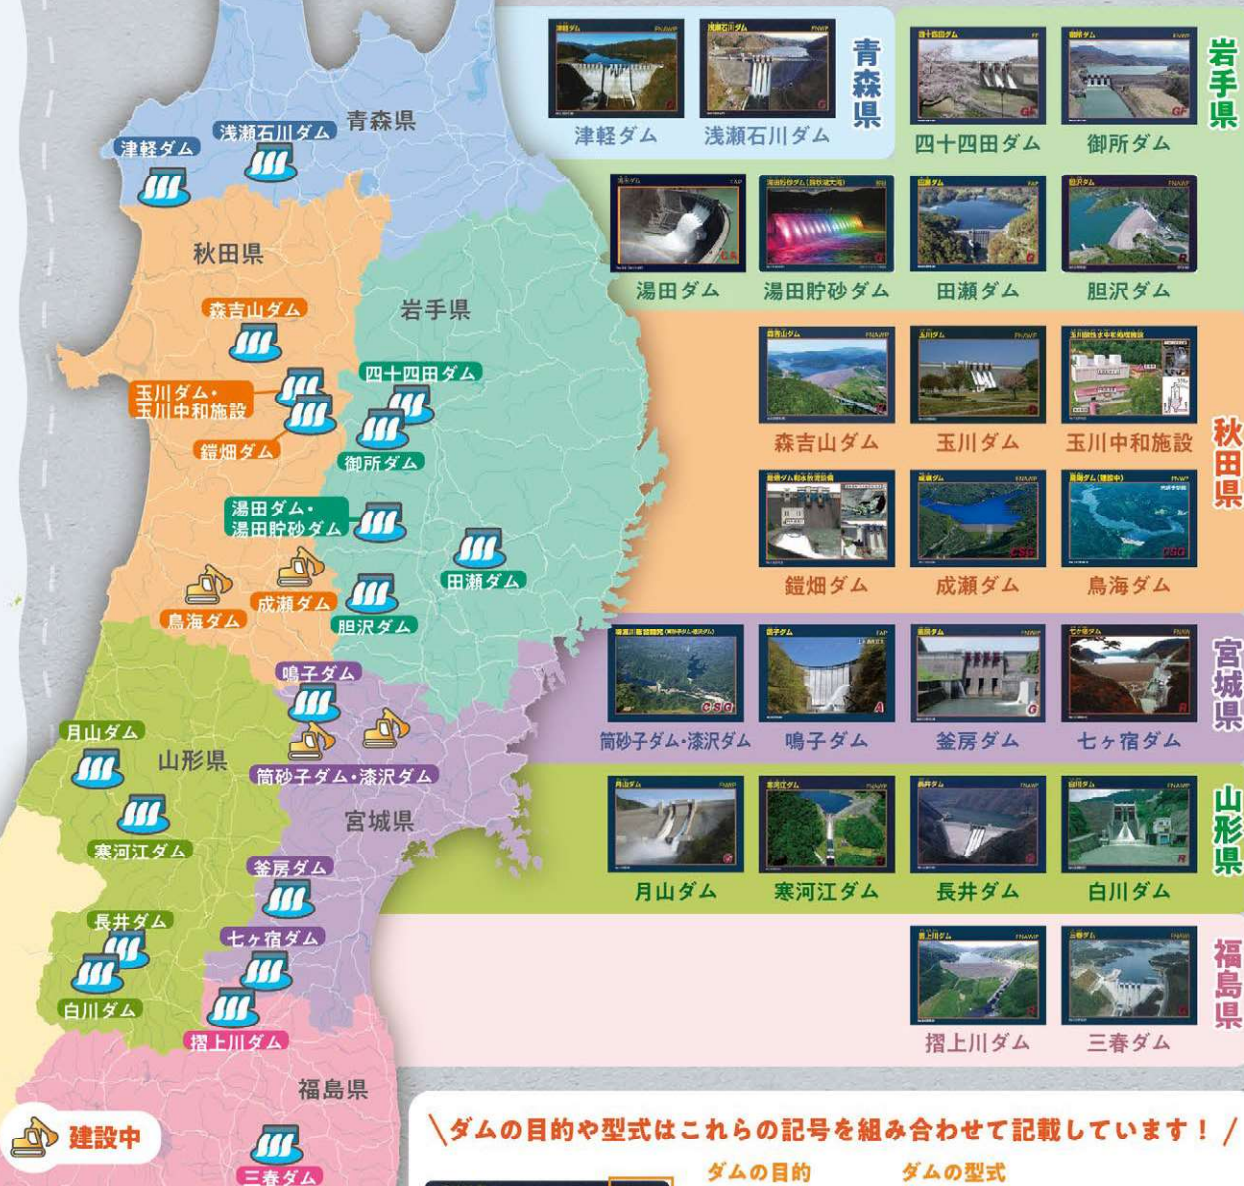 青森県
浅瀬石川ダム
津軽ダム
秋田県
森吉山ダム
玉川ダム・
玉川中和施設
鎧畑ダム
鳥海ダム
成瀬ダム
岩手県
四十四田ダム
御所ダム
湯田ダム・
湯田貯砂ダム
田瀬ダム
胆沢ダム
鳴子ダム
筒砂子ダム・漆沢ダム
宮城県
釜房ダム
七ヶ宿ダム
月山ダム
山形県
寒河江ダム
長井ダム
白川ダム
摺上川ダム
福島県
三春ダム
建設中
青森県
津軽ダム
浅瀬石川ダム
岩手県
四十四田ダム
御所ダム
湯田ダム
湯田貯砂ダム
田瀬ダム
胆沢ダム
秋田県
森吉山ダム
玉川ダム
玉川中和施設
鎧畑ダム
成瀬ダム
鳥海ダム
宮城県
筒砂子ダム・漆沢ダム
鳴子ダム
釜房ダム
七ヶ宿ダム
山形県
月山ダム
寒河江ダム
長井ダム
白川ダム
福島県
摺上川ダム
三春ダム
\ダムの目的や型式はこれらの記号を組み合わせて記載しています！/
ダムの目的
ダムの型式